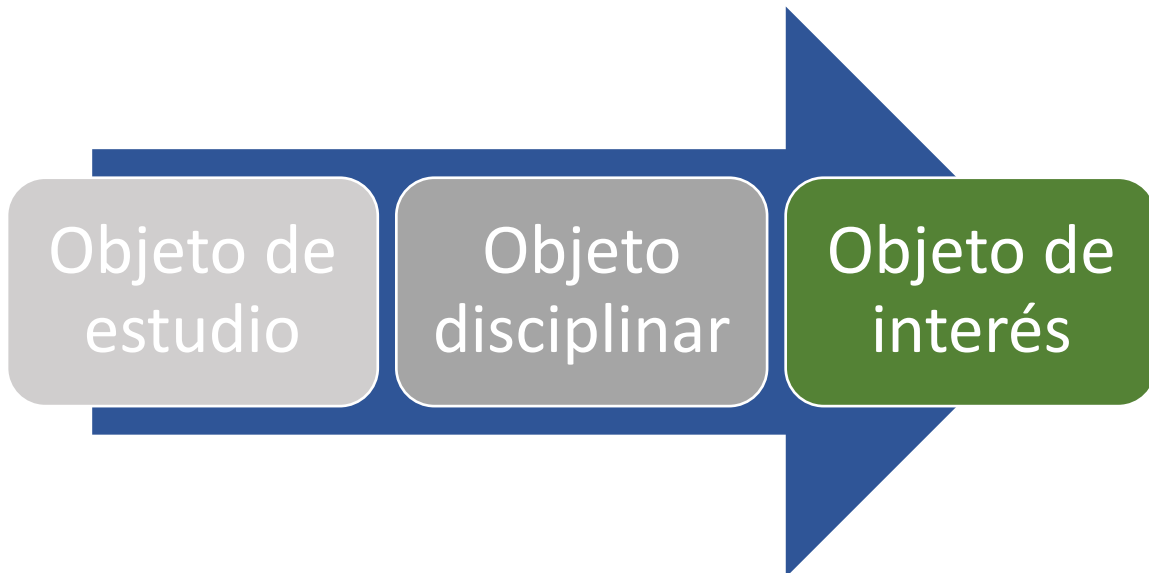 Objeto de
estudio
Objeto
disciplinar
Objeto de
interés